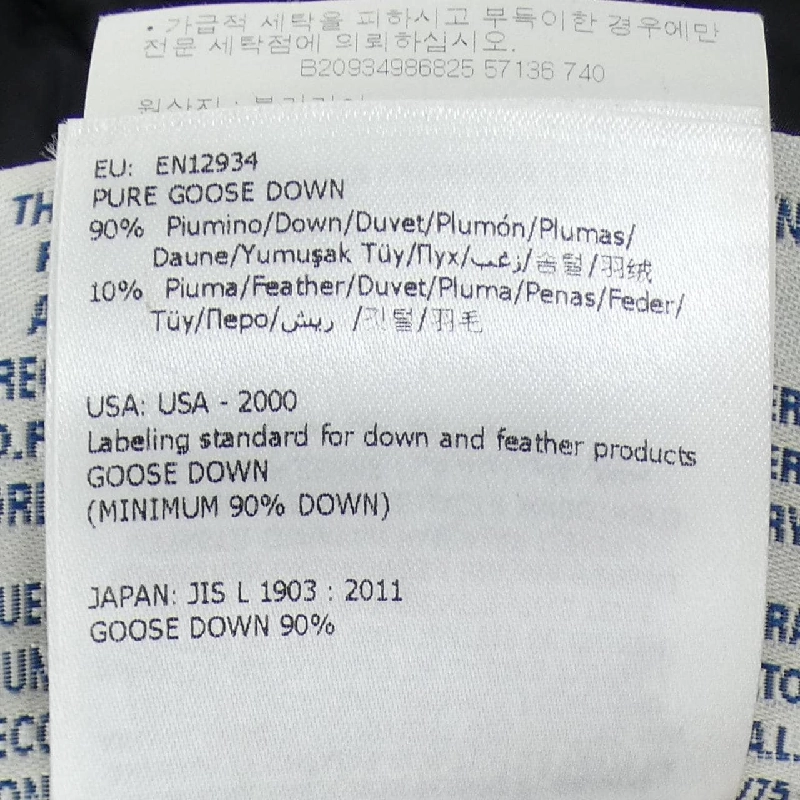 • 가급적 세탁을 피하시고 부득이한 경우에만
전문 세탁점에 의뢰하십시오.
B20934986825 57136 740
원산지 :
EU: EN12934
PURE GOOSE DOWN
90% Piumino/Down/Duvet/Plumón/Plumas/
Daune/Yumuşak Tüy/Пух/زغب/솜털/羽绒
10% Piuma/Feather/Duvet/Pluma/Penas/Feder/
Tüy/Перо/ريش /깃털/羽毛
USA: USA - 2000
Labeling standard for down and feather products
GOOSE DOWN
(MINIMUM 90% DOWN)
JAPAN: JIS L 1903 : 2011
GOOSE DOWN 90%